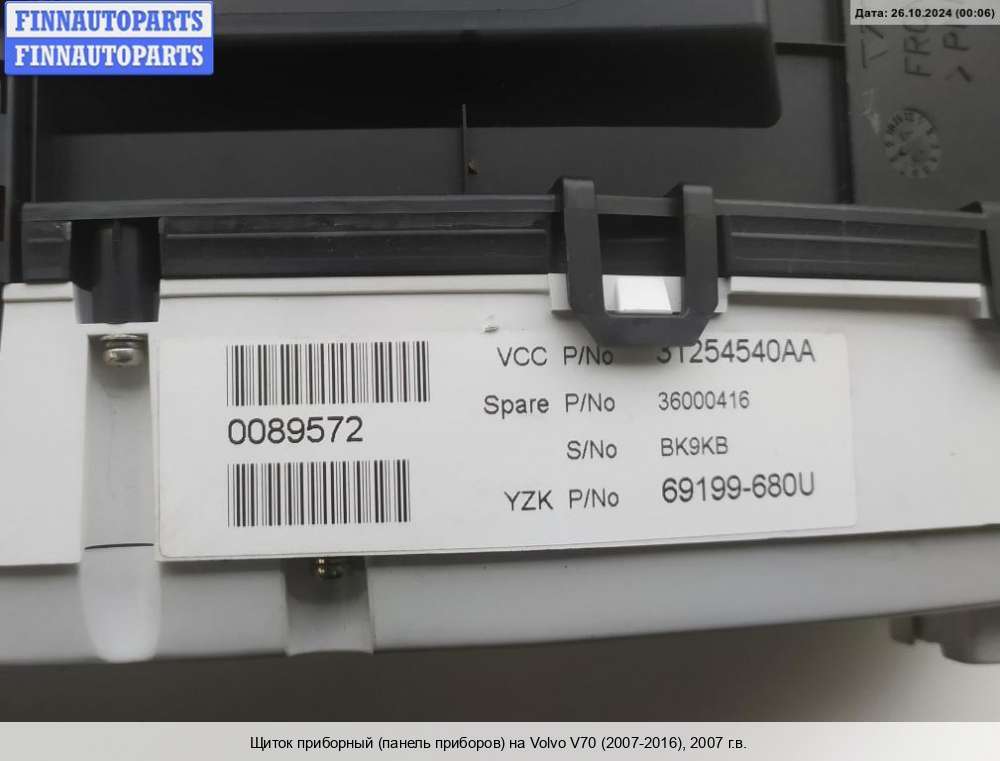 FINNAUTOPARTS
FINNAUTOPARTS
Дата: 26.10.2024 (00:06)
VCC P/No 31254540AA
0089572
Spare P/No 36000416
S/No BK9KB
YZK P/No 69199-680U
Щиток приборный (панель приборов) на Volvo V70 (2007-2016), 2007 г.в.